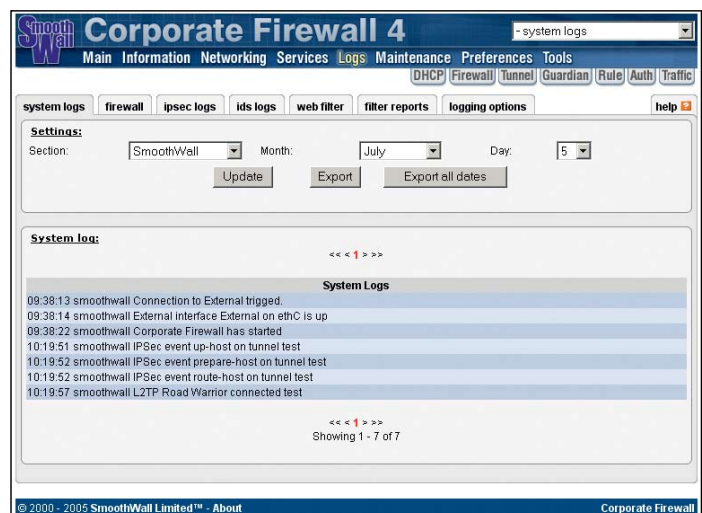 Smooth Wall Corporate Firewall 4 - system logs
Main Information Networking Services Logs Maintenance Preferences Tools
DHCP Firewall Tunnel Guardian Rule Auth Traffic
system logs firewall ipsec logs ids logs web filter filter reports logging options help
Settings:
Section: SmoothWall Month: July Day: 5
Update Export Export all dates
System log:
<< < 1 > >>
System Logs
09:38:13 smoothwall Connection to External trigged.
09:38:14 smoothwall External interface External on ethC is up
09:38:22 smoothwall Corporate Firewall has started
10:19:51 smoothwall IPSec event up-host on tunnel test
10:19:52 smoothwall IPSec event prepare-host on tunnel test
10:19:52 smoothwall IPSec event route-host on tunnel test
10:19:57 smoothwall L2TP Road Warrior connected test
<< < 1 > >>
Showing 1 - 7 of 7
© 2000 - 2005 SmoothWall Limited™ - About Corporate Firewall